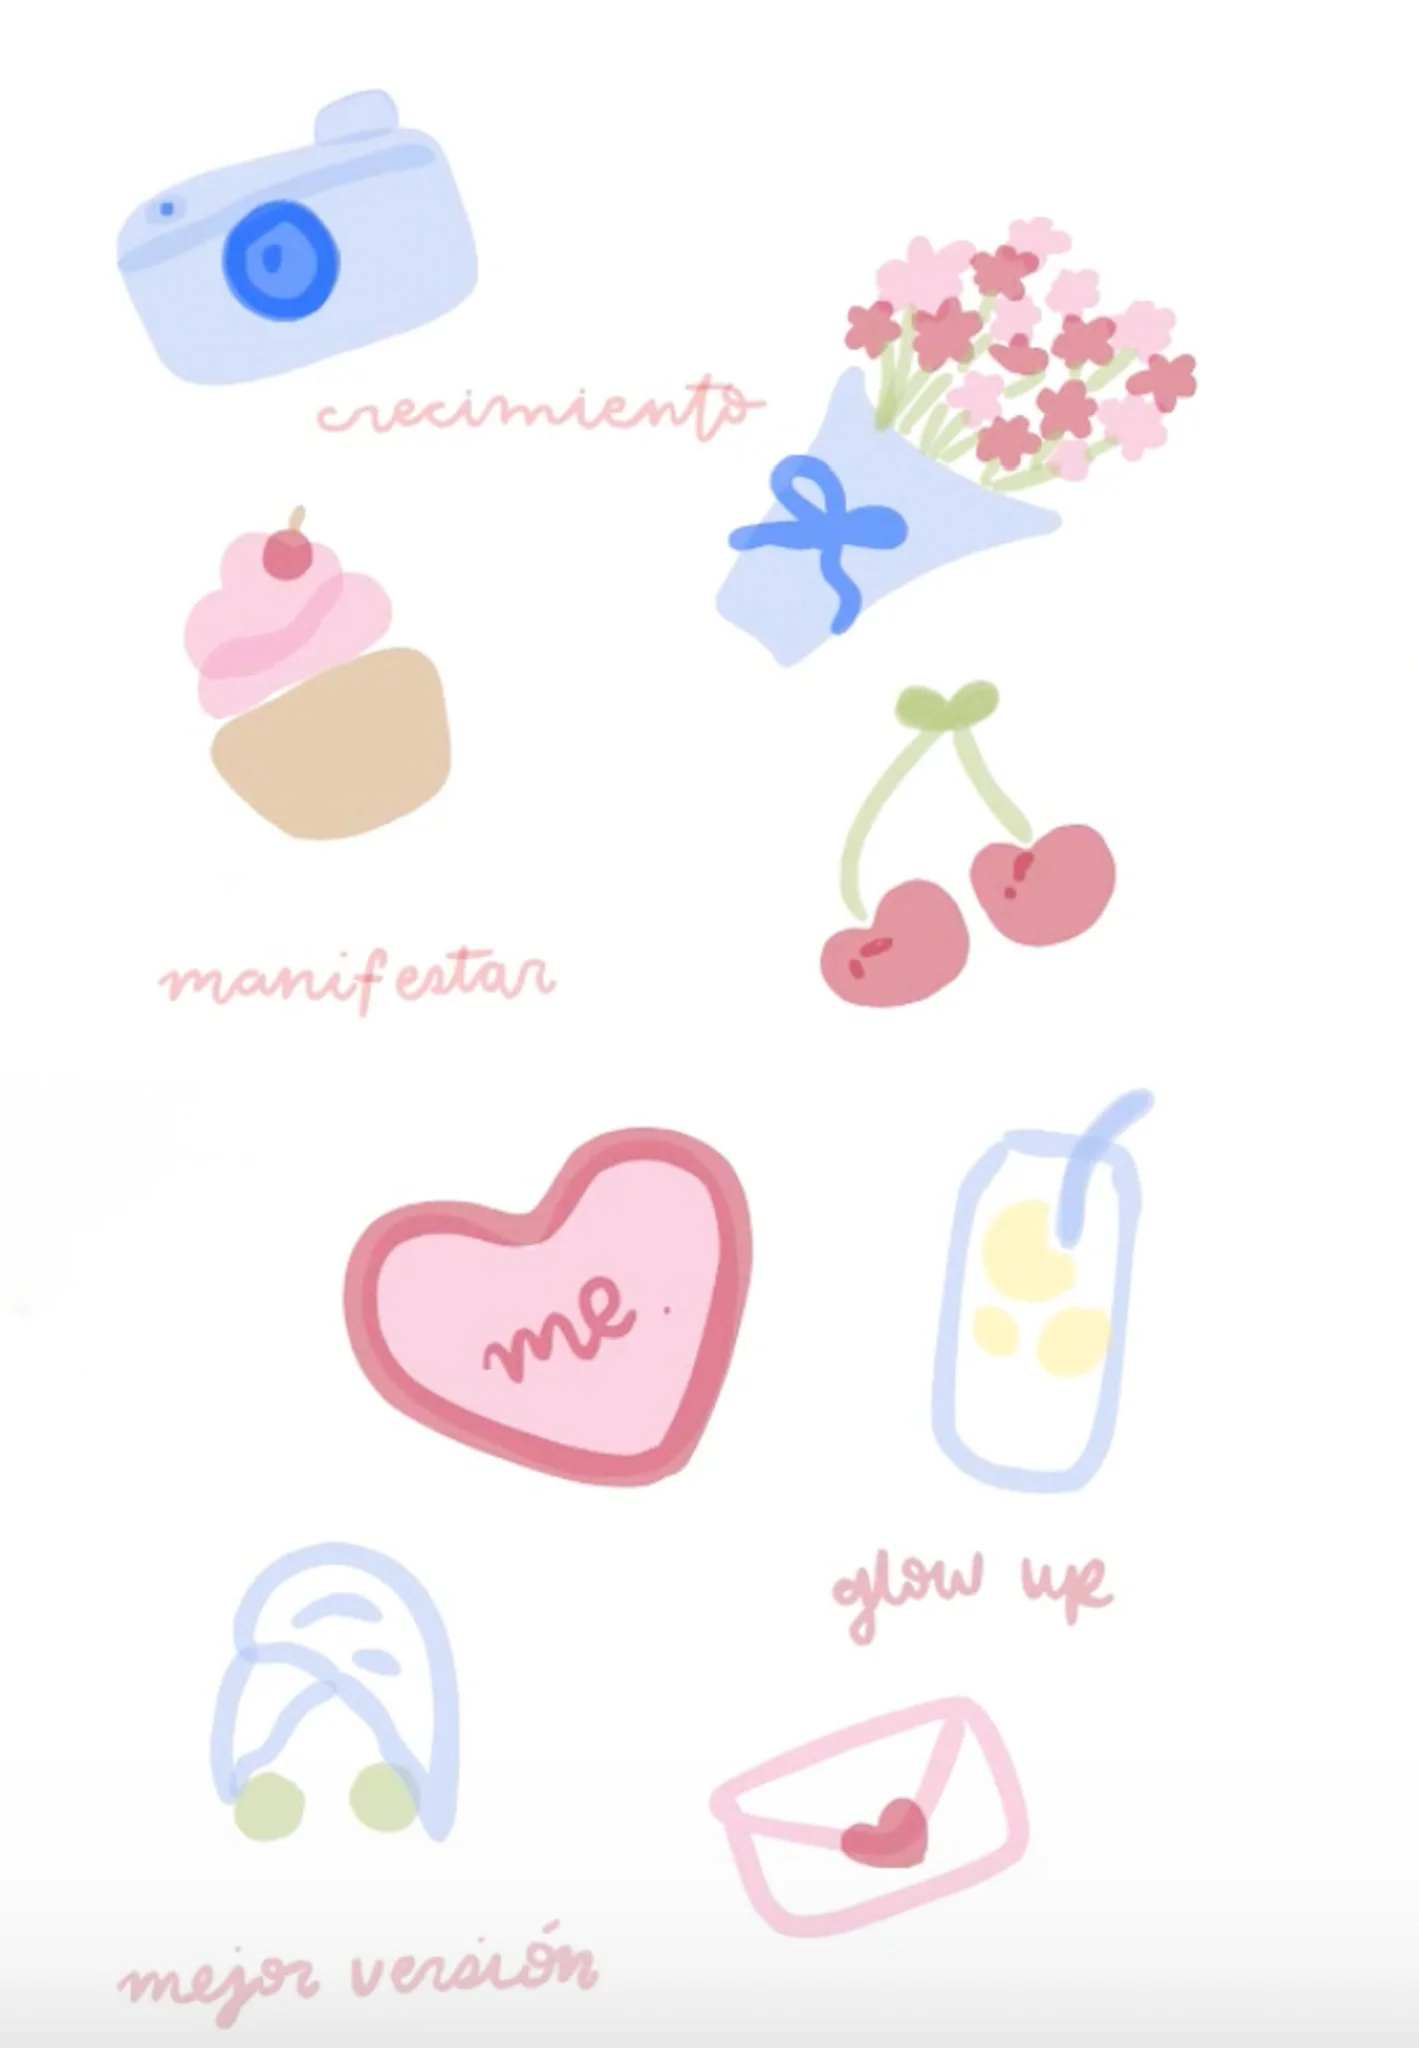 crecimiento
manifestar
me.
glow up
mejor versión